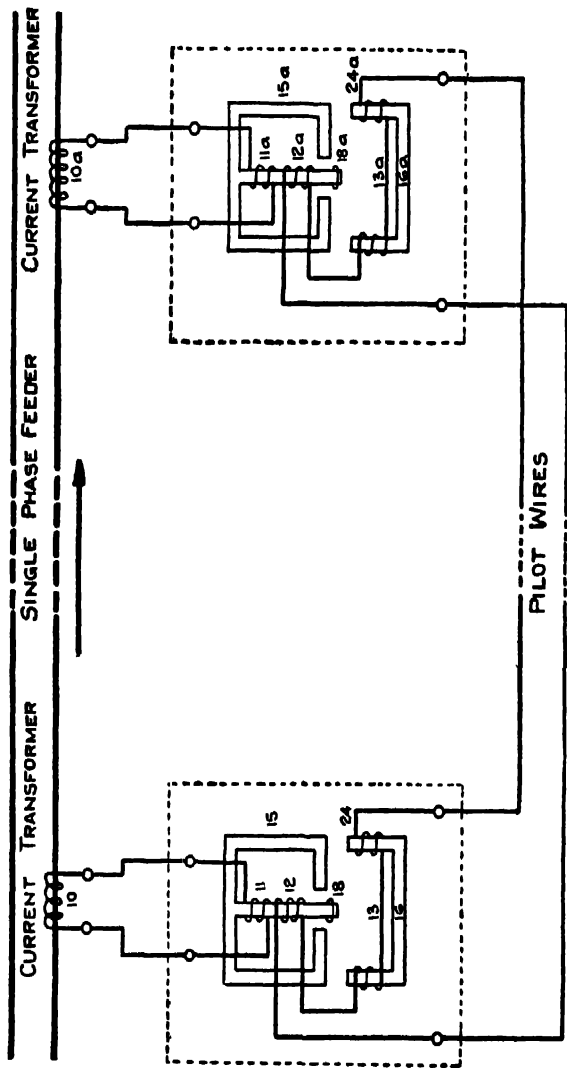 CURRENT TRANSFORMER
SINGLE PHASE FEEDER
CURRENT TRANSFORMER
10
10a
15
11
12
18
24
13
16
15a
11a
12a
18a
24a
13a
16a
PILOT WIRES